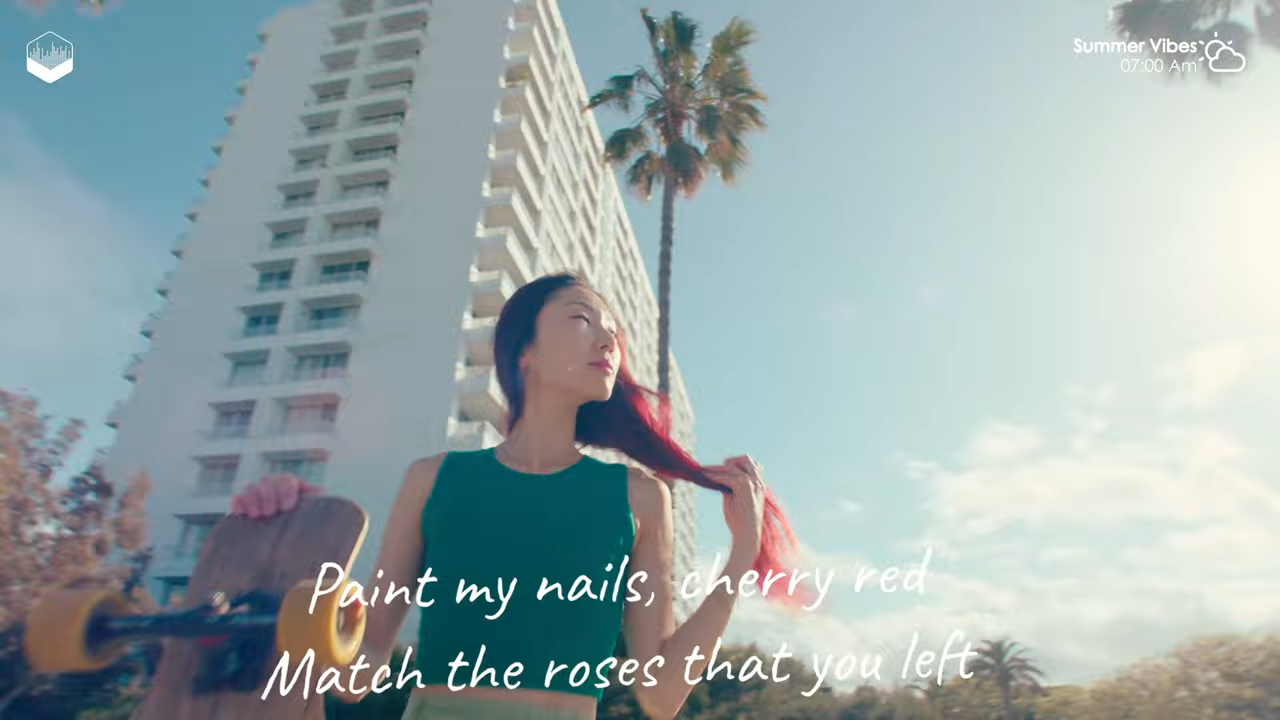 Summer Vibes
07:00 Am
Paint my nails, cherry red
Match the roses that you left